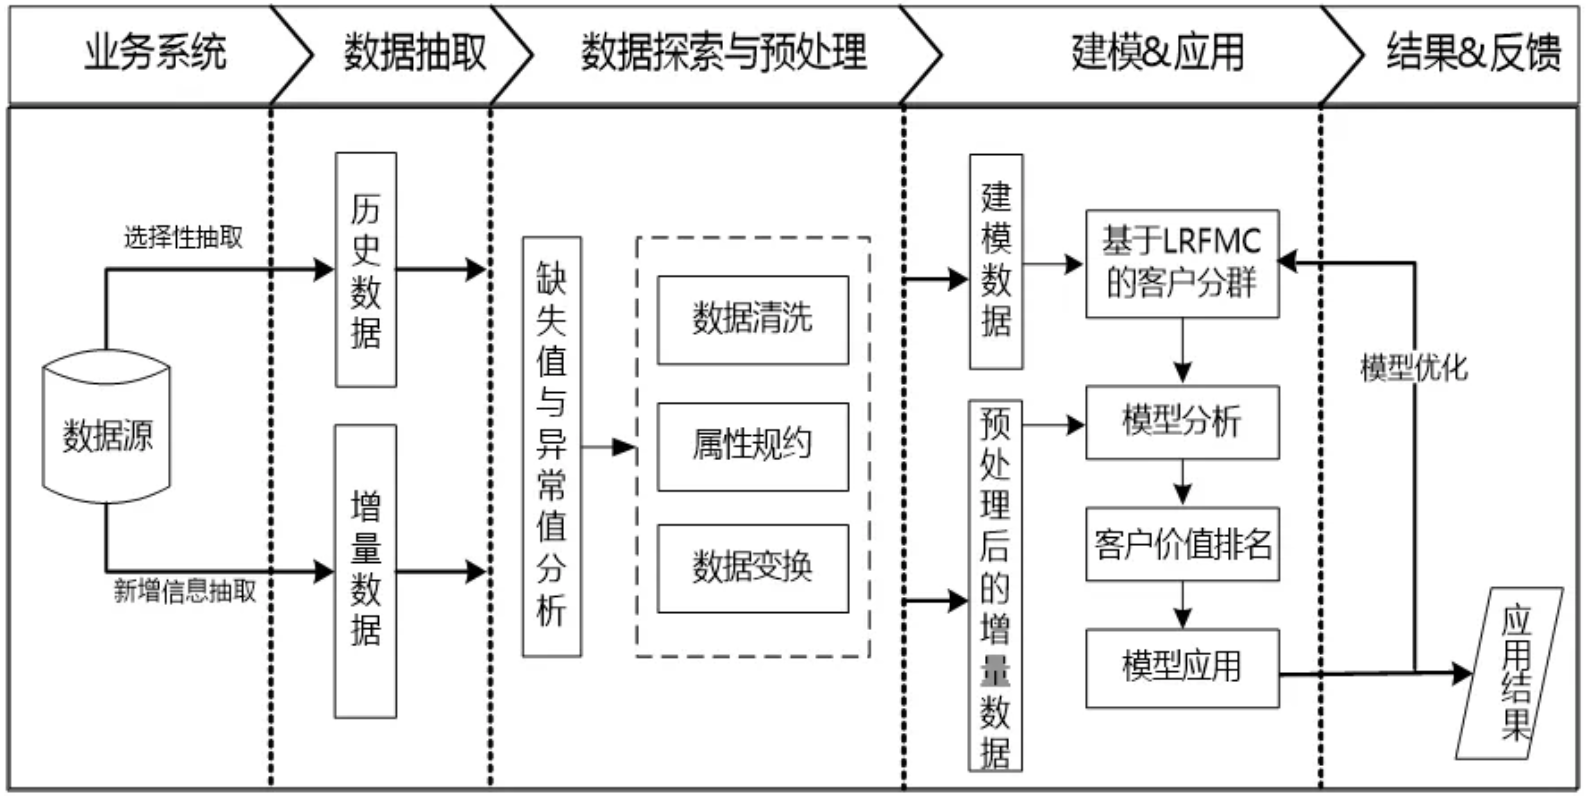 业务系统
数据抽取
数据探索与预处理
建模&应用
结果&反馈
选择性抽取
数据源
新增信息抽取
历史数据
增量数据
缺失值与异常值分析
数据清洗
属性规约
数据变换
建模数据
预处理后的增量数据
基于LRFMC
的客户分群
模型分析
客户价值排名
模型应用
模型优化
应用结果